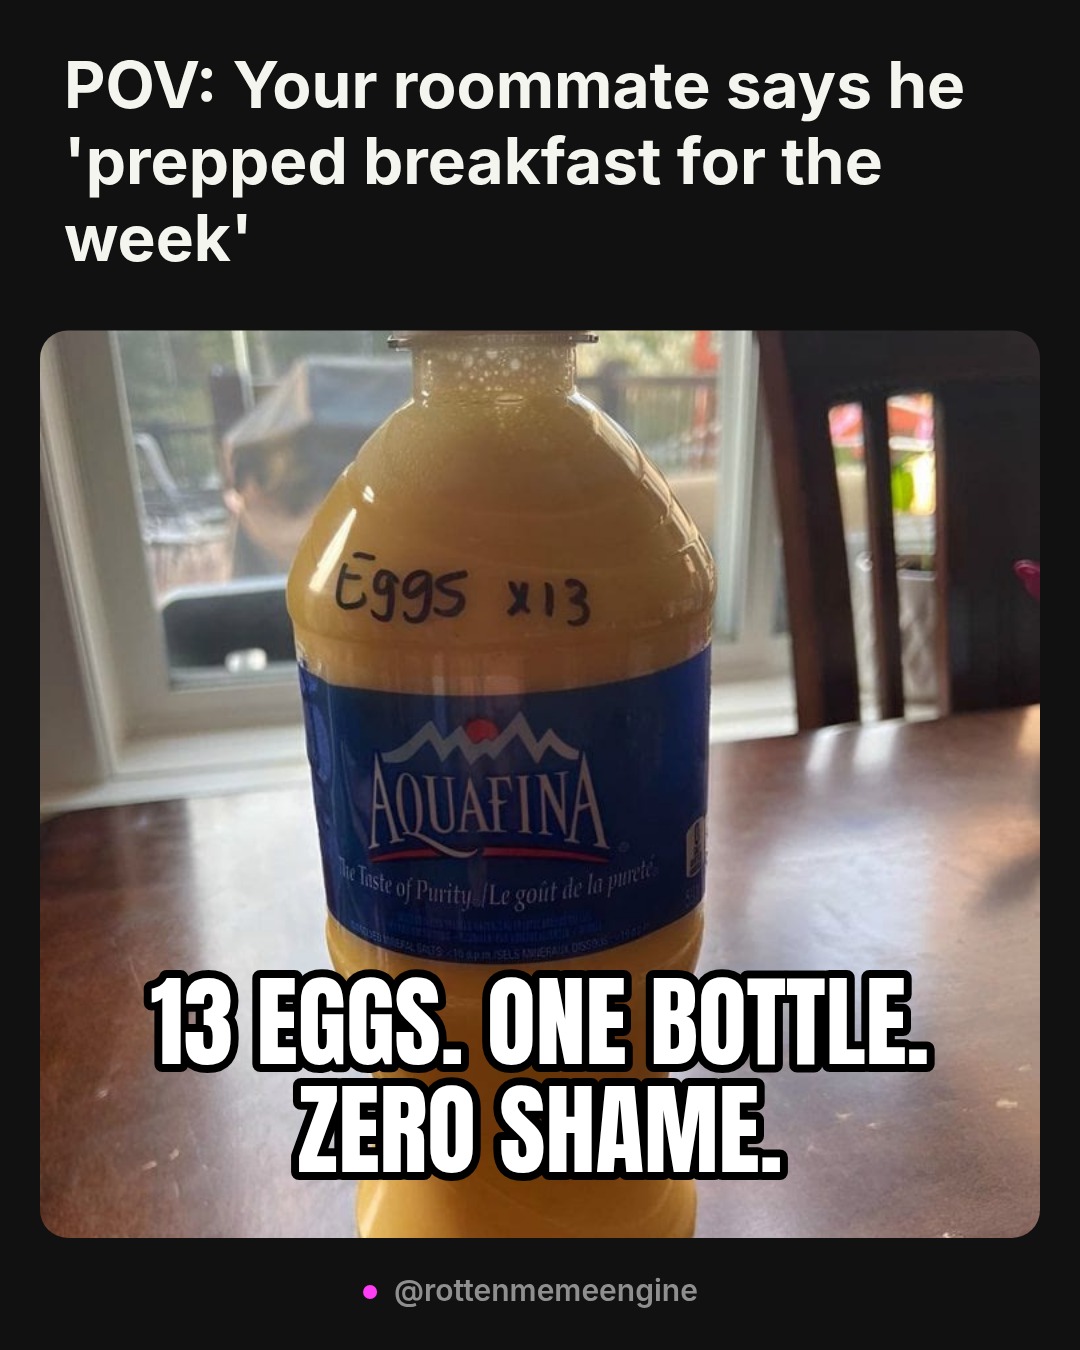 POV: Your roommate says he
'prepped breakfast for the
week'
Eggs x13
AQUAFINA
The Taste of Purity./Le goût de la pureté.
13 EGGS. ONE BOTTLE.
ZERO SHAME.
@rottenmemeengine